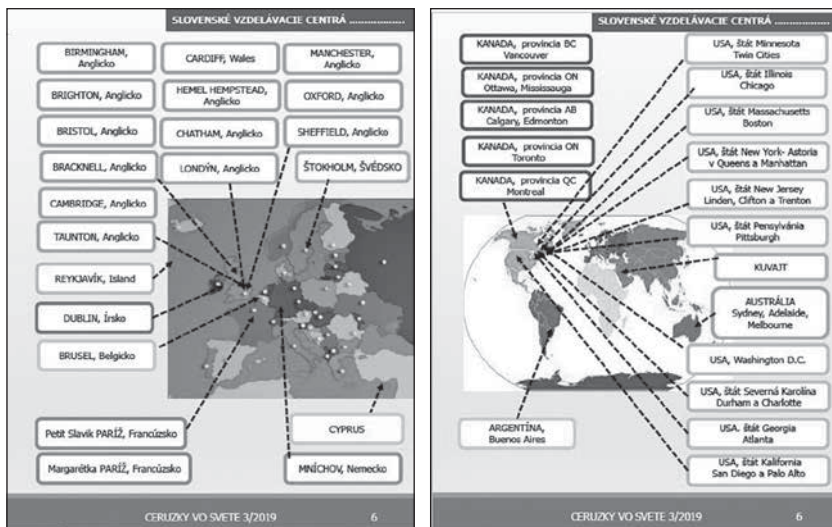 SLOVENSKÉ VZDELÁVACIE CENTRÁ ..................
BIRMINGHAM,
Anglicko
CARDIFF, Wales
MANCHESTER,
Anglicko
BRIGHTON, Anglicko
HEMEL HEMPSTEAD,
Anglicko
OXFORD, Anglicko
BRISTOL, Anglicko
CHATHAM, Anglicko
SHEFFIELD, Anglicko
BRACKNELL, Anglicko
LONDÝN, Anglicko
ŠTOKHOLM, ŠVÉDSKO
CAMBRIDGE, Anglicko
TAUNTON, Anglicko
REYKJAVÍK, Island
DUBLIN, Írsko
BRUSEL, Belgicko
Petit Slavik PARÍŽ, Francúzsko
CYPRUS
Margarétka PARÍŽ, Francúzsko
MNÍCHOV, Nemecko
CERUZKY VO SVETE 3/2019 6
SLOVENSKÉ VZDELÁVACIE CENTRÁ ..................
KANADA, provincia BC
Vancouver
KANADA, provincia ON
Ottawa, Mississauga
KANADA, provincia AB
Calgary, Edmonton
KANADA, provincia ON
Toronto
KANADA, provincia QC
Montreal
USA, štát Minnesota
Twin Cities
USA, štát Illinois
Chicago
USA, štát Massachusetts
Boston
USA, štát New York- Astoria
v Queens a Manhattan
USA, štát New Jersey
Linden, Clifton a Trenton
USA, štát Pensylvánia
Pittsburgh
KUVAJT
AUSTRÁLIA
Sydney, Adelaide,
Melbourne
USA, Washington D.C.
USA, štát Severná Karolína
Durham a Charlotte
ARGENTÍNA,
Buenos Aires
USA. štát Georgia
Atlanta
USA, štát Kalifornia
San Diego a Palo Alto
CERUZKY VO SVETE 3/2019 6